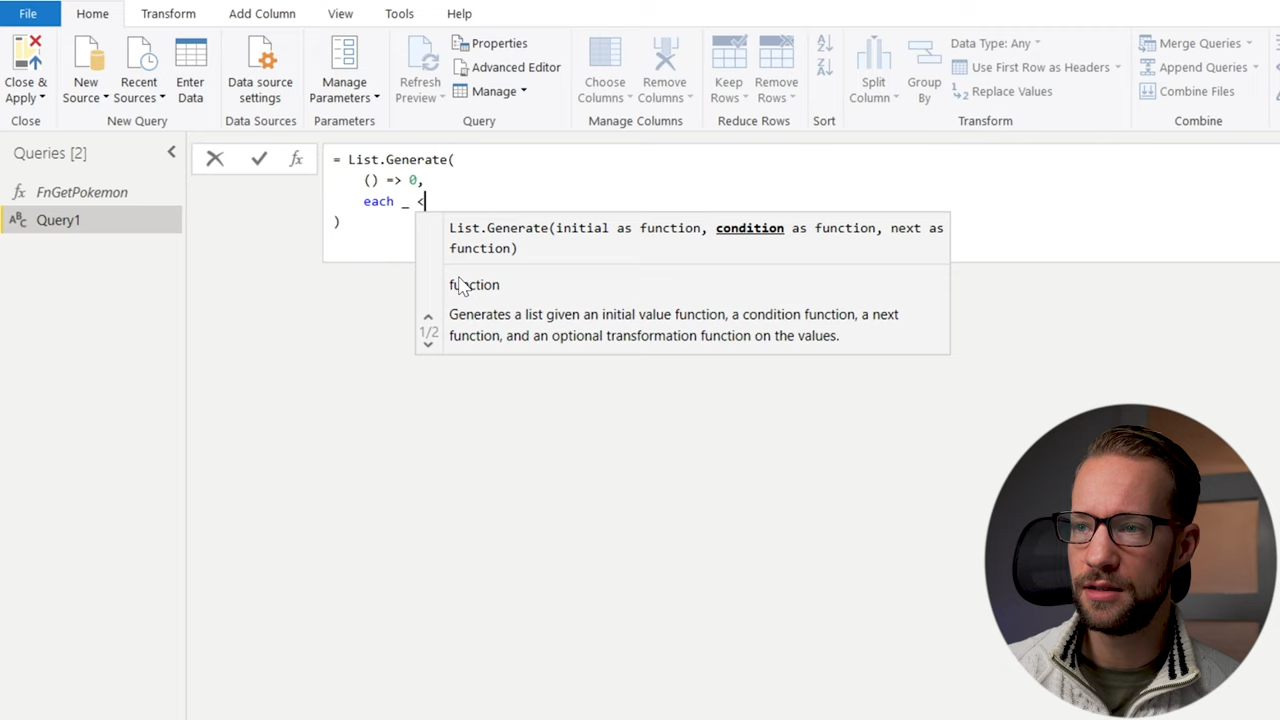 File Home Transform Add Column View Tools Help
Close & Apply
New Source
Recent Sources
Enter Data
Data source settings
Manage Parameters
Refresh Preview
Properties
Advanced Editor
Manage
Choose Columns
Remove Columns
Keep Rows
Remove Rows
Split Column
Group By
Data Type: Any
Use First Row as Headers
Replace Values
Merge Queries
Append Queries
Combine Files
Close New Query Data Sources Parameters Query Manage Columns Reduce Rows Sort Transform Combine
Queries [2]
fx FnGetPokemon
ABC Query1
fx
= List.Generate(
() => 0,
each _ <
)
List.Generate(initial as function, condition as function, next as
function)
function
Generates a list given an initial value function, a condition function, a next
function, and an optional transformation function on the values.
1/2